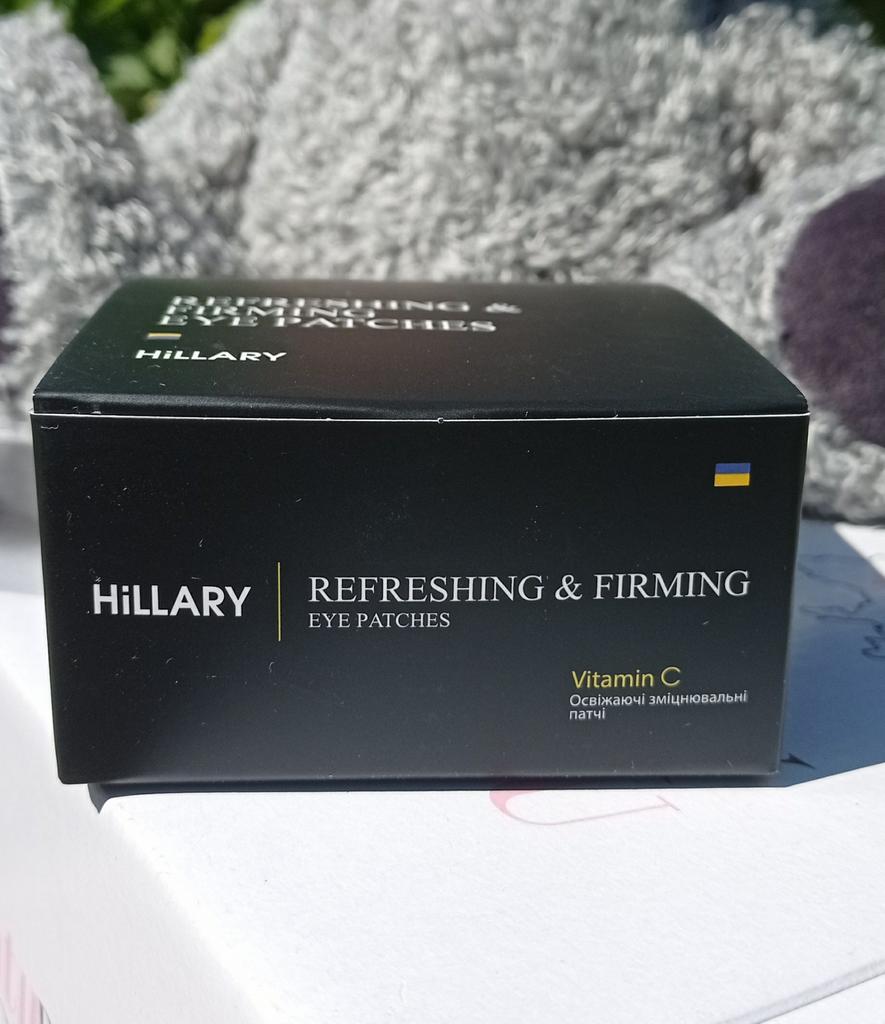 REFRESHING &
FIRMING
EYE PATCHES
HiLLARY
HiLLARY
REFRESHING & FIRMING
EYE PATCHES
Vitamin C
Освіжаючі зміцнювальні
патчі